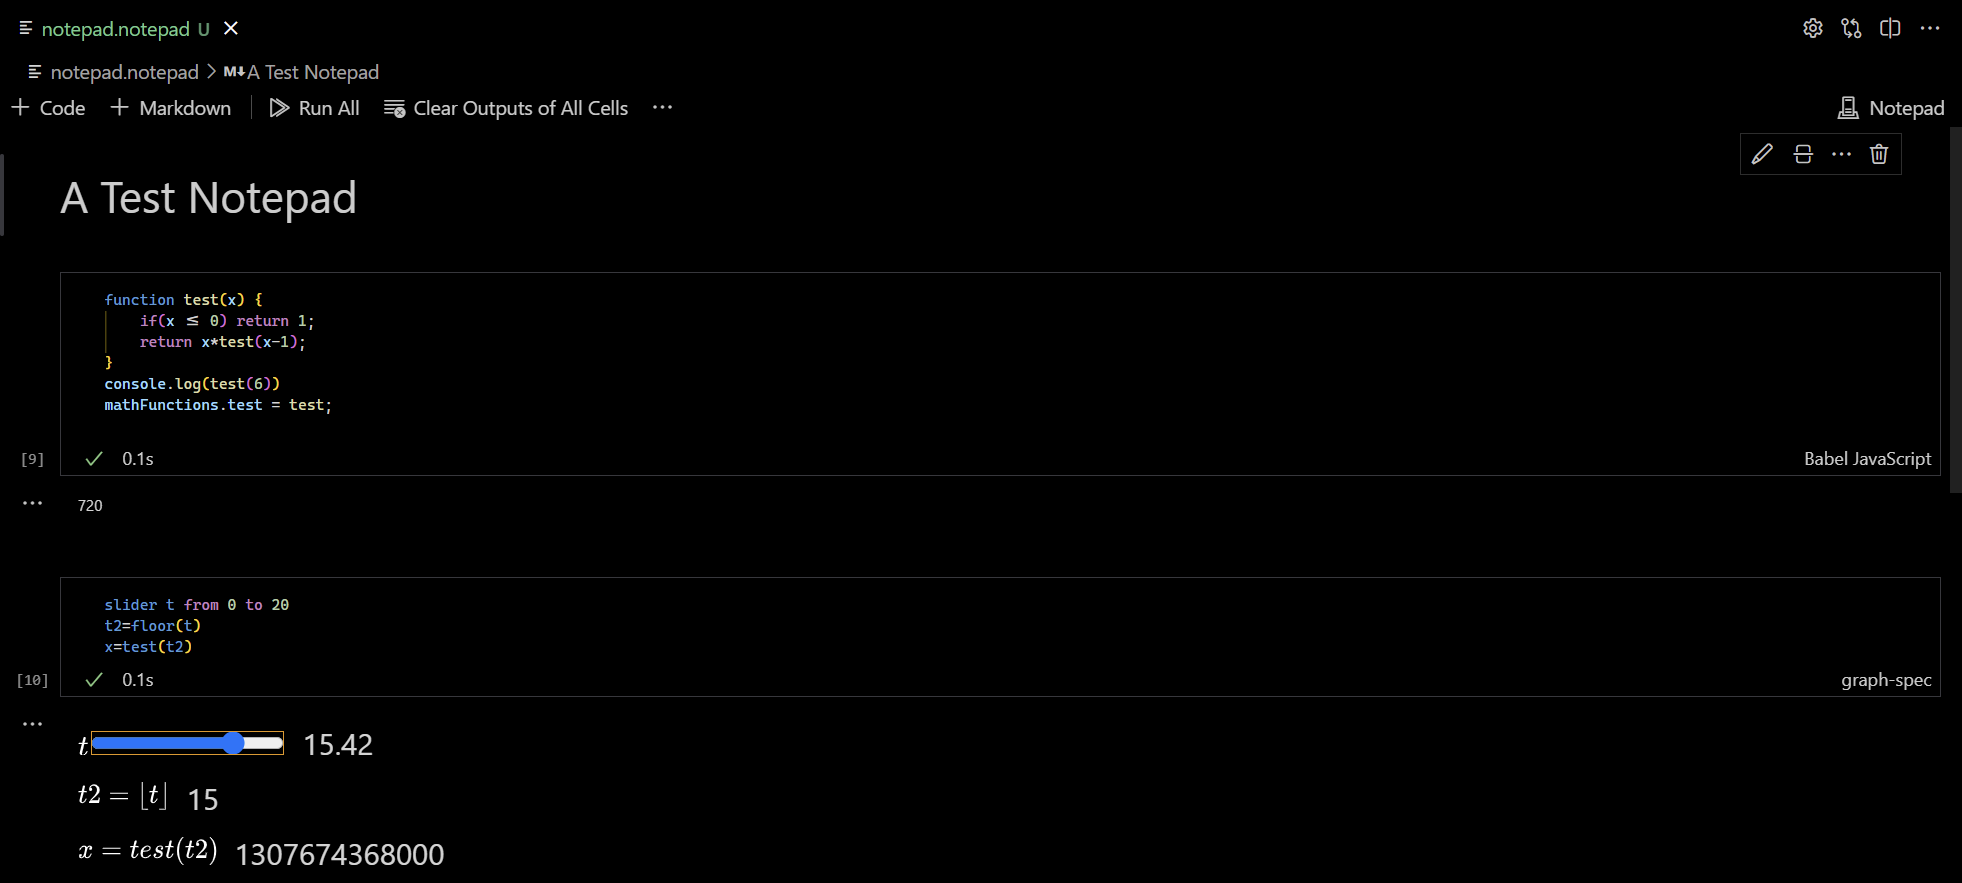 notepad.notepad U
notepad.notepad > M↓ A Test Notepad
+ Code + Markdown Run All Clear Outputs of All Cells ··· Notepad
A Test Notepad
function test(x) {
if(x ≤ 0) return 1;
return x*test(x-1);
}
console.log(test(6))
mathFunctions.test = test;
[9] 0.1s Babel JavaScript
720
slider t from 0 to 20
t2=floor(t)
x=test(t2)
[10] 0.1s graph-spec
t 15.42
t2 = ⌊t⌋ 15
x = test(t2) 1307674368000